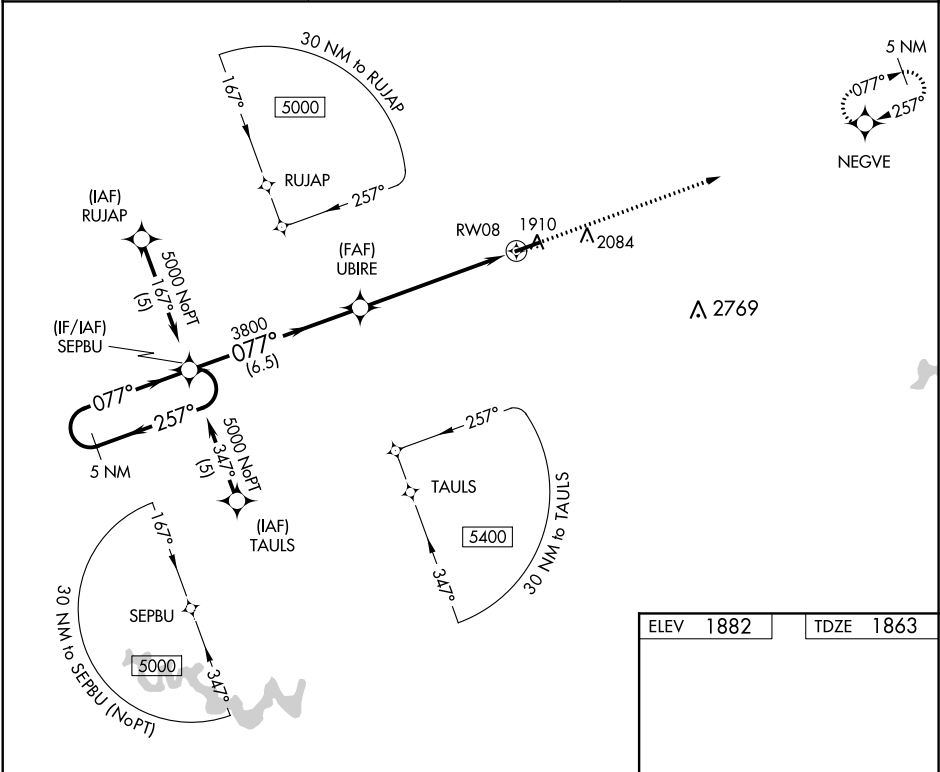 30 NM to RUJAP
167°
5000
RUJAP
257°
5 NM
077°
257°
NEGVE
(IAF)
RUJAP
5000 NoPT
167°
(5)
(IF/IAF)
SEPBU
3800
077°
(6.5)
(FAF)
UBIRE
RW08
1910
2084
2769
077°
257°
5 NM
5000 NoPT
347°
(5)
(IAF)
TAULS
257°
TAULS
5400
347°
30 NM to TAULS
167°
SEPBU
5000
347°
30 NM to SEPBU (NoPT)
ELEV 1882
TDZE 1863